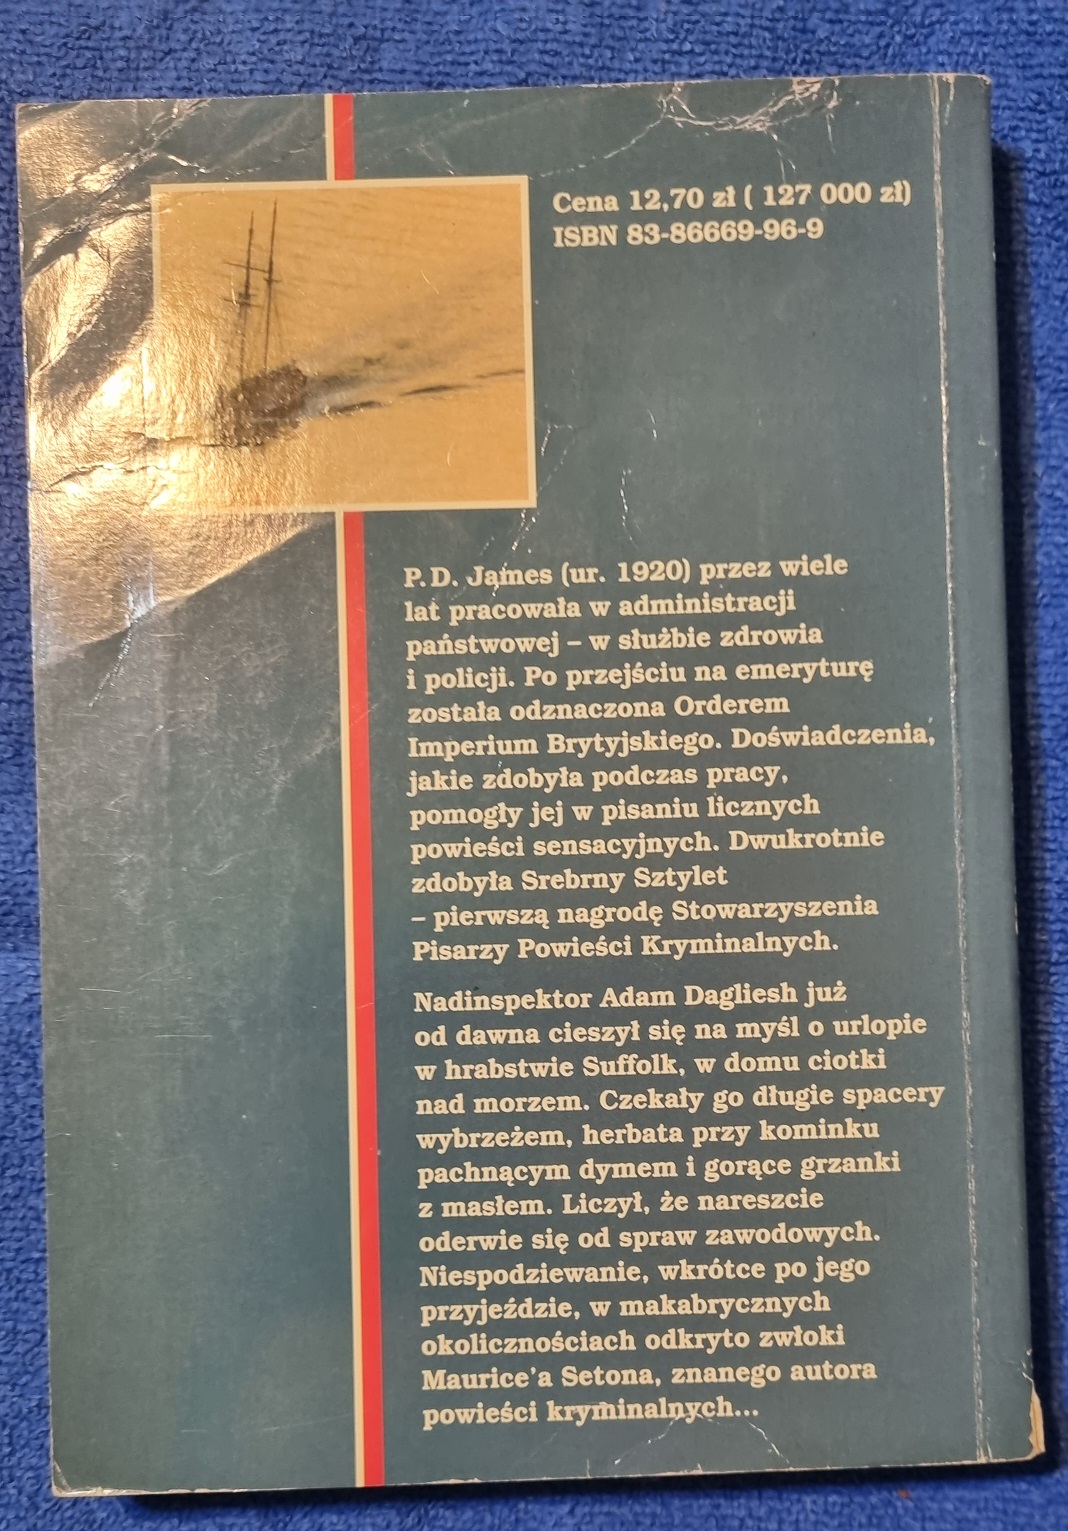 Cena 12,70 zł ( 127 000 zł)
ISBN 83-86669-96-9
P.D. James (ur. 1920) przez wiele
lat pracowała w administracji
państwowej – w służbie zdrowia
i policji. Po przejściu na emeryturę
została odznaczona Orderem
Imperium Brytyjskiego. Doświadczenia,
jakie zdobyła podczas pracy,
pomogły jej w pisaniu licznych
powieści sensacyjnych. Dwukrotnie
zdobyła Srebrny Sztylet
– pierwszą nagrodę Stowarzyszenia
Pisarzy Powieści Kryminalnych.
Nadinspektor Adam Dagliesh już
od dawna cieszył się na myśl o urlopie
w hrabstwie Suffolk, w domu ciotki
nad morzem. Czekały go długie spacery
wybrzeżem, herbata przy kominku
pachnącym dymem i gorące grzanki
z masłem. Liczył, że nareszcie
oderwie się od spraw zawodowych.
Niespodziewanie, wkrótce po jego
przyjeździe, w makabrycznych
okolicznościach odkryto zwłoki
Maurice'a Setona, znanego autora
powieści kryminalnych...